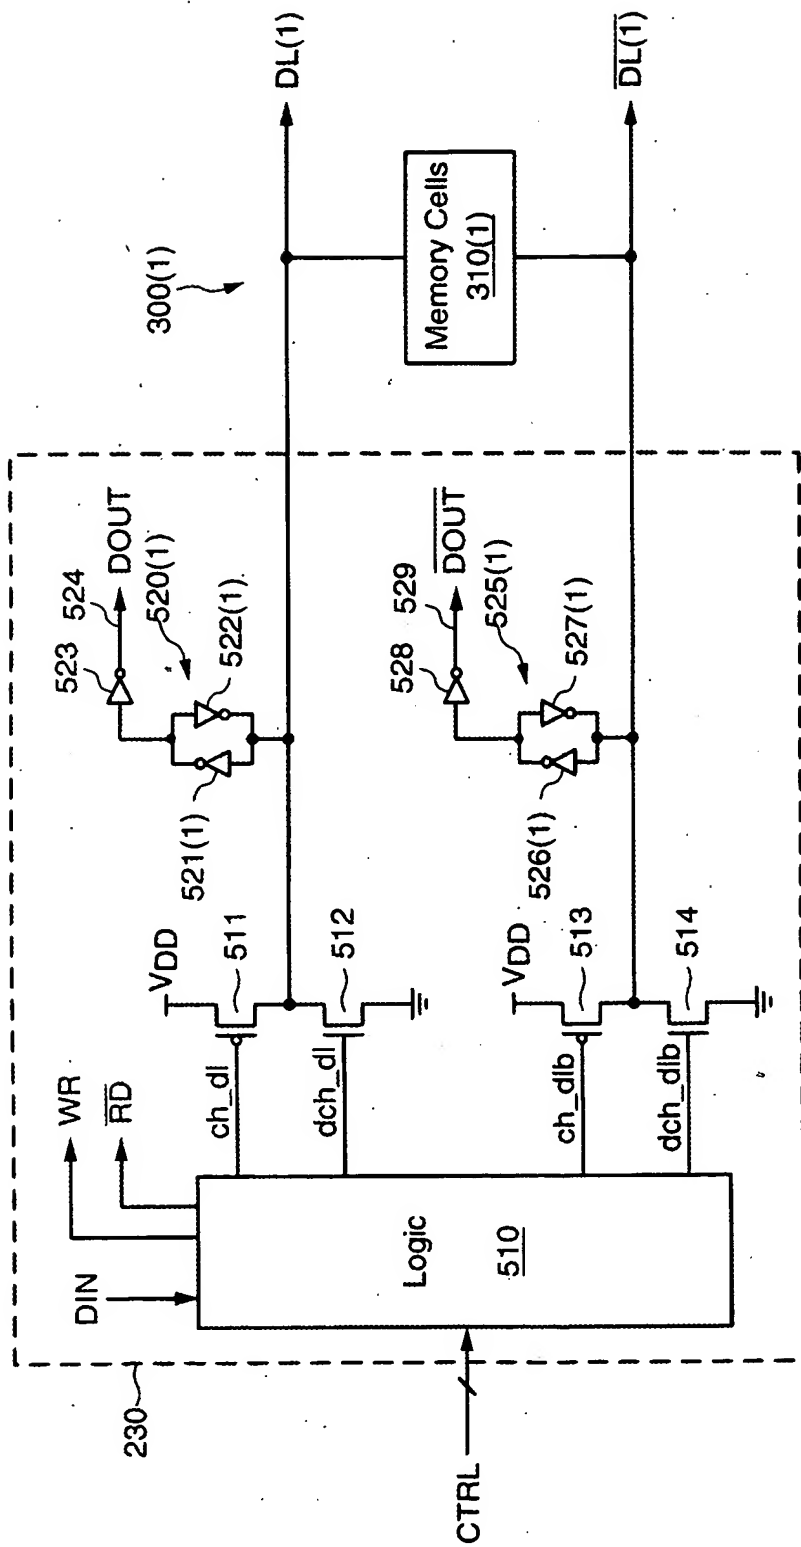 300(1)
DL(1)
DL(1)
Memory Cells
310(1)
230
DIN
WR
RD
CTRL
Logic
510
ch_dl
dch_dl
ch_dlb
dch_dlb
VDD
511
512
VDD
513
514
521(1)
522(1)
520(1)
523
524
DOUT
526(1)
527(1)
525(1)
528
529
DOUT